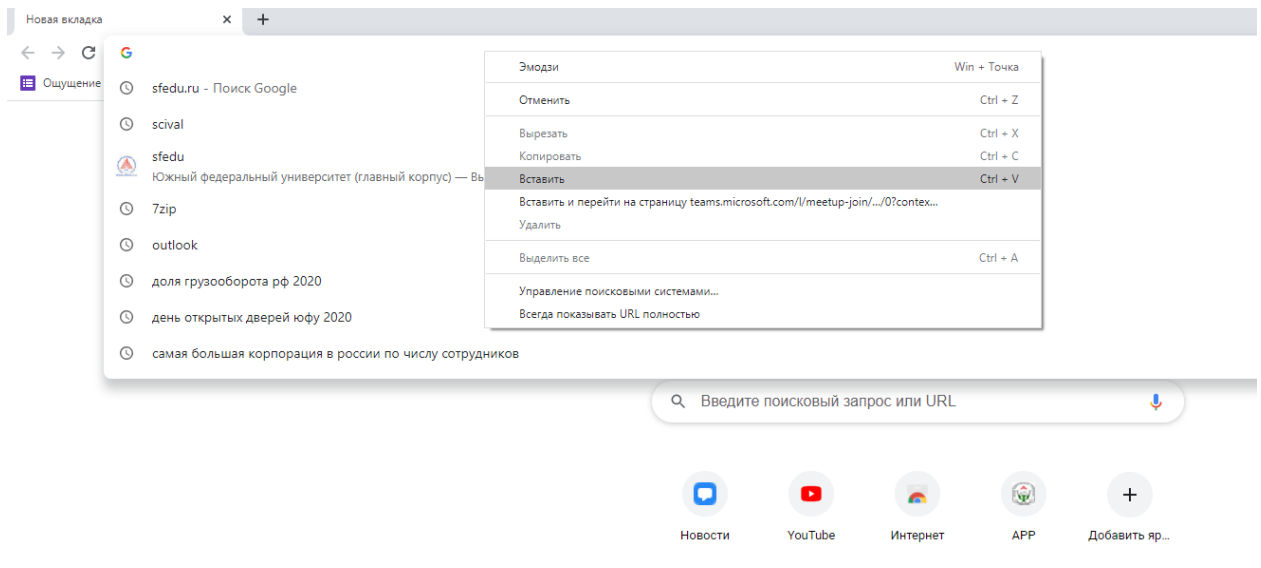 Новая вкладка
Ощущение
sfedu.ru - Поиск Google
scival
sfedu
Южный федеральный университет (главный корпус) — Вы
7zip
outlook
доля грузооборота рф 2020
день открытых дверей юфу 2020
самая большая корпорация в россии по числу сотрудников
Эмодзи Win + Точка
Отменить Ctrl + Z
Вырезать Ctrl + X
Копировать Ctrl + C
Вставить Ctrl + V
Вставить и перейти на страницу teams.microsoft.com/l/meetup-join/.../0?contex...
Удалить
Выделить все Ctrl + A
Управление поисковыми системами...
Всегда показывать URL полностью
Введите поисковый запрос или URL
Новости YouTube Интернет APP Добавить яр...